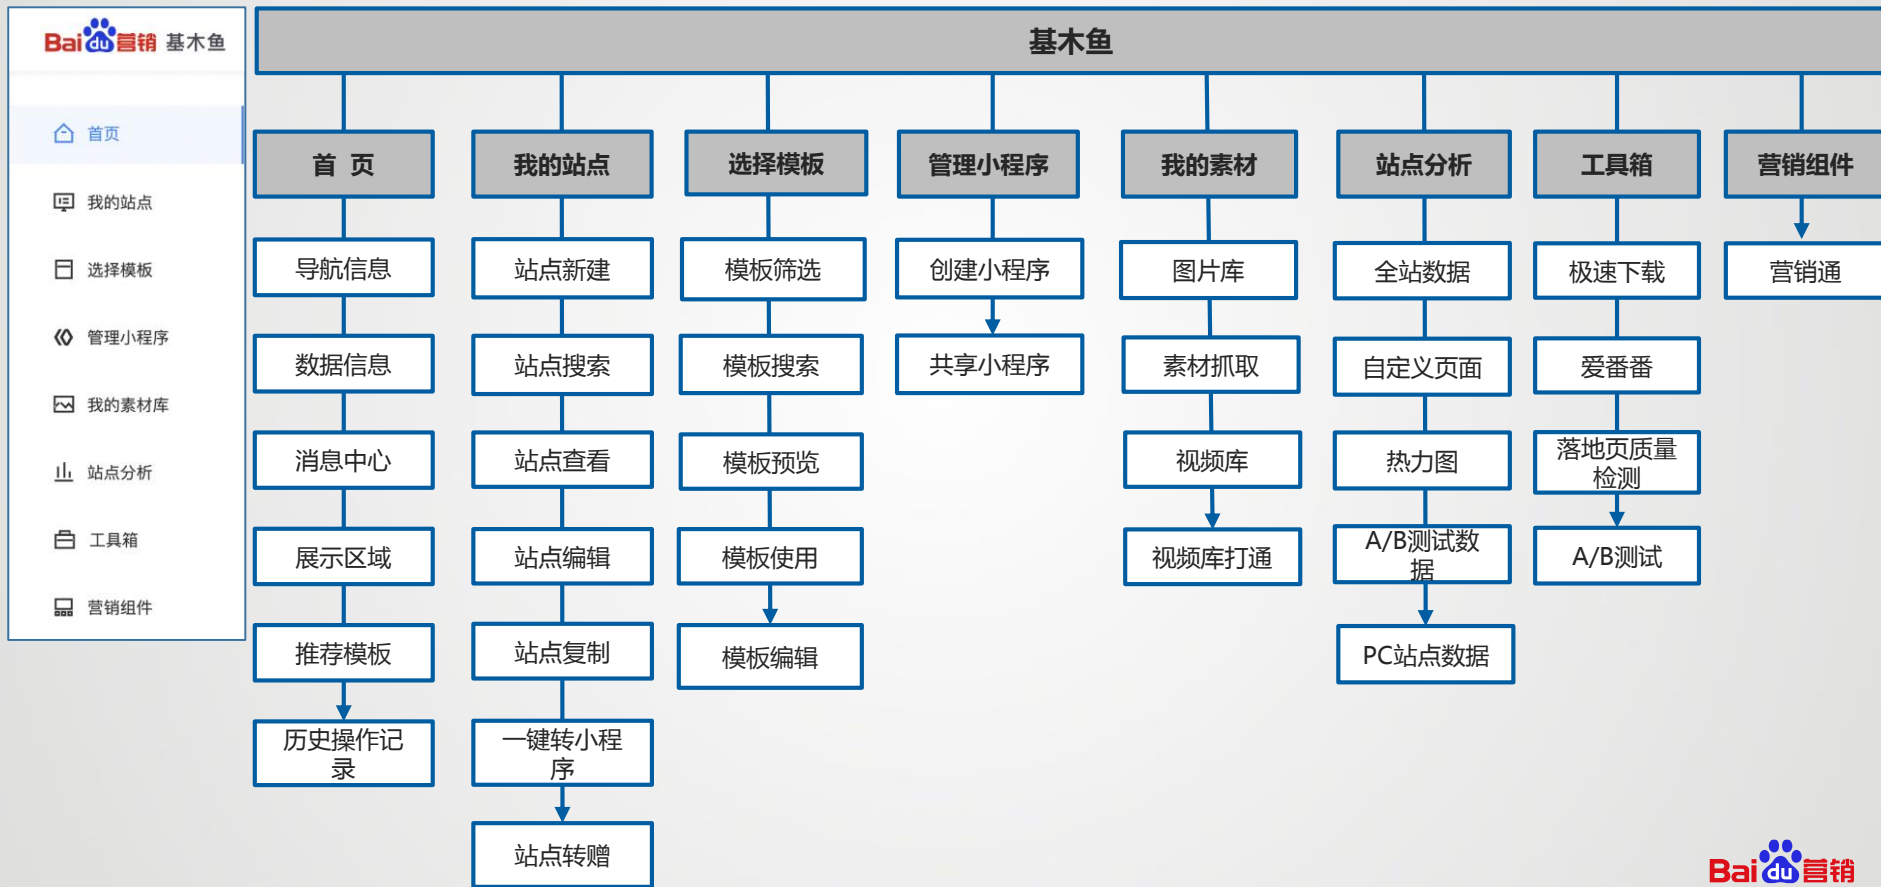 Bai du 营销 基木鱼
首页
我的站点
选择模板
管理小程序
我的素材库
站点分析
工具箱
营销组件
基木鱼
首 页
导航信息
数据信息
消息中心
展示区域
推荐模板
历史操作记
录
我的站点
站点新建
站点搜索
站点查看
站点编辑
站点复制
一键转小程
序
站点转赠
选择模板
模板筛选
模板搜索
模板预览
模板使用
模板编辑
管理小程序
创建小程序
共享小程序
我的素材
图片库
素材抓取
视频库
视频库打通
站点分析
全站数据
自定义页面
热力图
A/B测试数
据
PC站点数据
工具箱
极速下载
爱番番
落地页质量
检测
A/B测试
营销组件
营销通
Bai du 营销